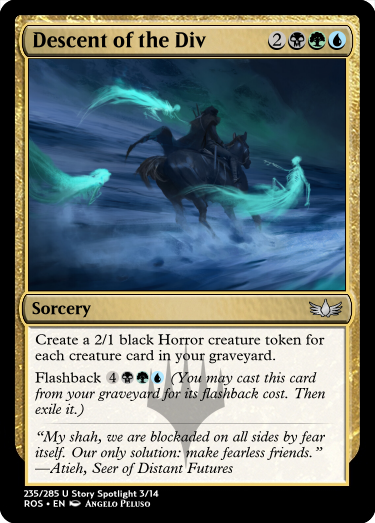 Descent of the Div 2
Sorcery
Create a 2/1 black Horror creature token for
each creature card in your graveyard.
Flashback 4 (You may cast this card
from your graveyard for its flashback cost. Then
exile it.)
“My shah, we are blockaded on all sides by fear
itself. Our only solution: make fearless friends.”
—Atieh, Seer of Distant Futures
235/285 U Story Spotlight 3/14
ROS • EN Angelo Peluso